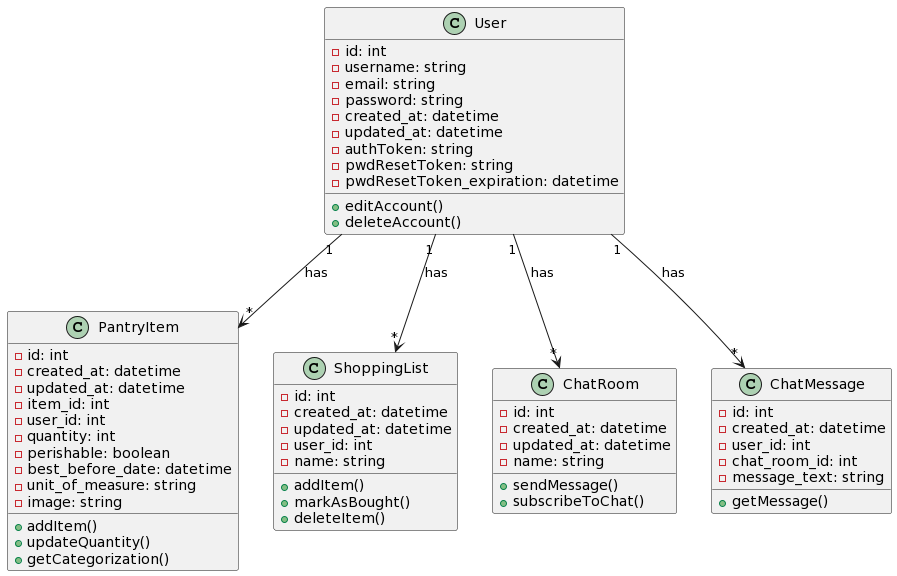 C User
id: int
username: string
email: string
password: string
created_at: datetime
updated_at: datetime
authToken: string
pwdResetToken: string
pwdResetToken_expiration: datetime
editAccount()
deleteAccount()
1 1 1 1
has has has has
* * * *
C PantryItem
id: int
created_at: datetime
updated_at: datetime
item_id: int
user_id: int
quantity: int
perishable: boolean
best_before_date: datetime
unit_of_measure: string
image: string
addItem()
updateQuantity()
getCategorization()
C ShoppingList
id: int
created_at: datetime
updated_at: datetime
user_id: int
name: string
addItem()
markAsBought()
deleteItem()
C ChatRoom
id: int
created_at: datetime
updated_at: datetime
name: string
sendMessage()
subscribeToChat()
C ChatMessage
id: int
created_at: datetime
user_id: int
chat_room_id: int
message_text: string
getMessage()